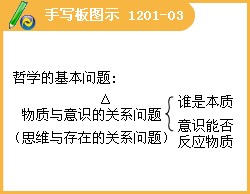 手写板图示 1201-03
哲学的基本问题:
△
物质与意识的关系问题
(思维与存在的关系问题)
谁是本质
意识能否
反应物质